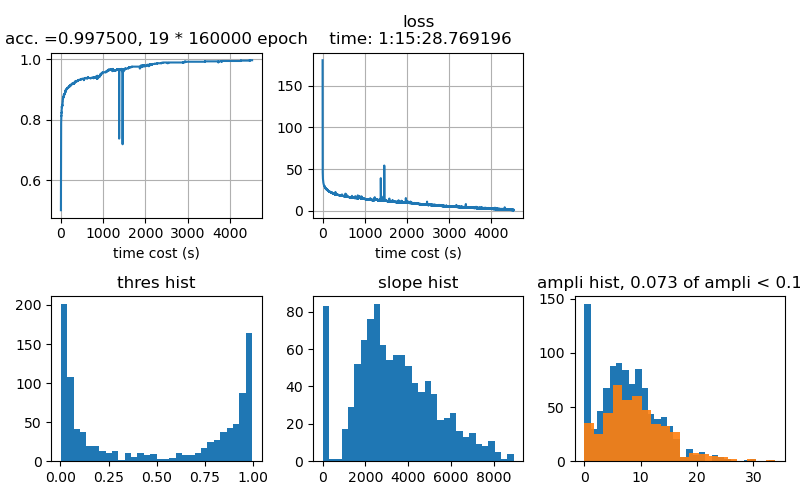 acc. =0.997500, 19 * 160000 epoch
loss
time: 1:15:28.769196
1.0
0.8
0.6
0 1000 2000 3000 4000
time cost (s)
150
100
50
0
0 1000 2000 3000 4000
time cost (s)
thres hist
200
150
100
50
0
0.00 0.25 0.50 0.75 1.00
slope hist
80
60
40
20
0
0 2000 4000 6000 8000
ampli hist, 0.073 of ampli < 0.1
150
100
50
0
0 10 20 30